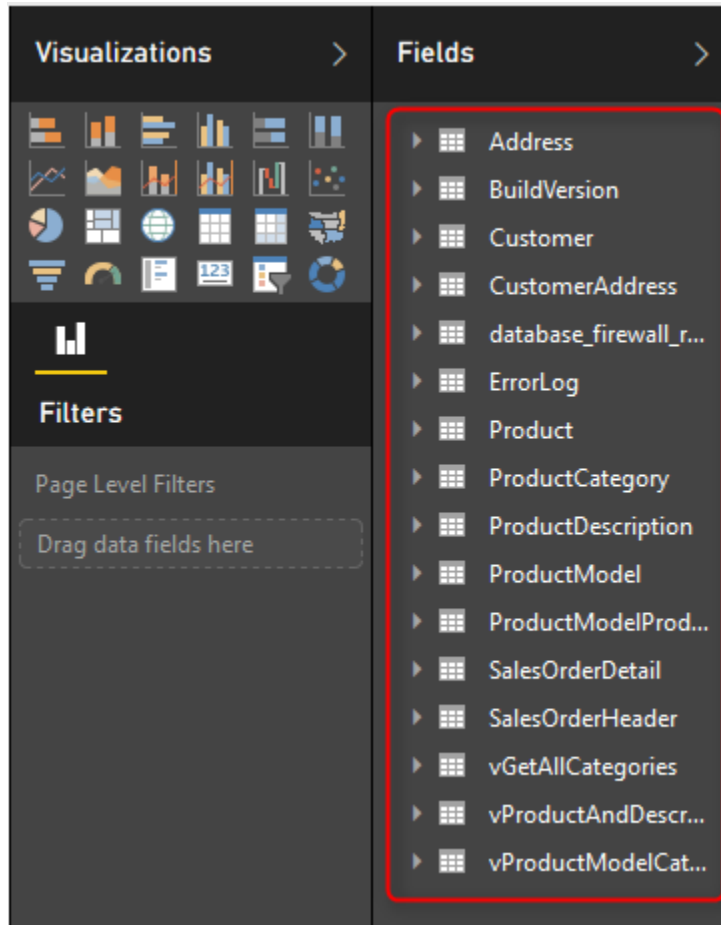 Visualizations
123
Filters
Page Level Filters
Drag data fields here
Fields
Address
BuildVersion
Customer
CustomerAddress
database_firewall_r...
ErrorLog
Product
ProductCategory
ProductDescription
ProductModel
ProductModelProd...
SalesOrderDetail
SalesOrderHeader
vGetAllCategories
vProductAndDescr...
vProductModelCat...